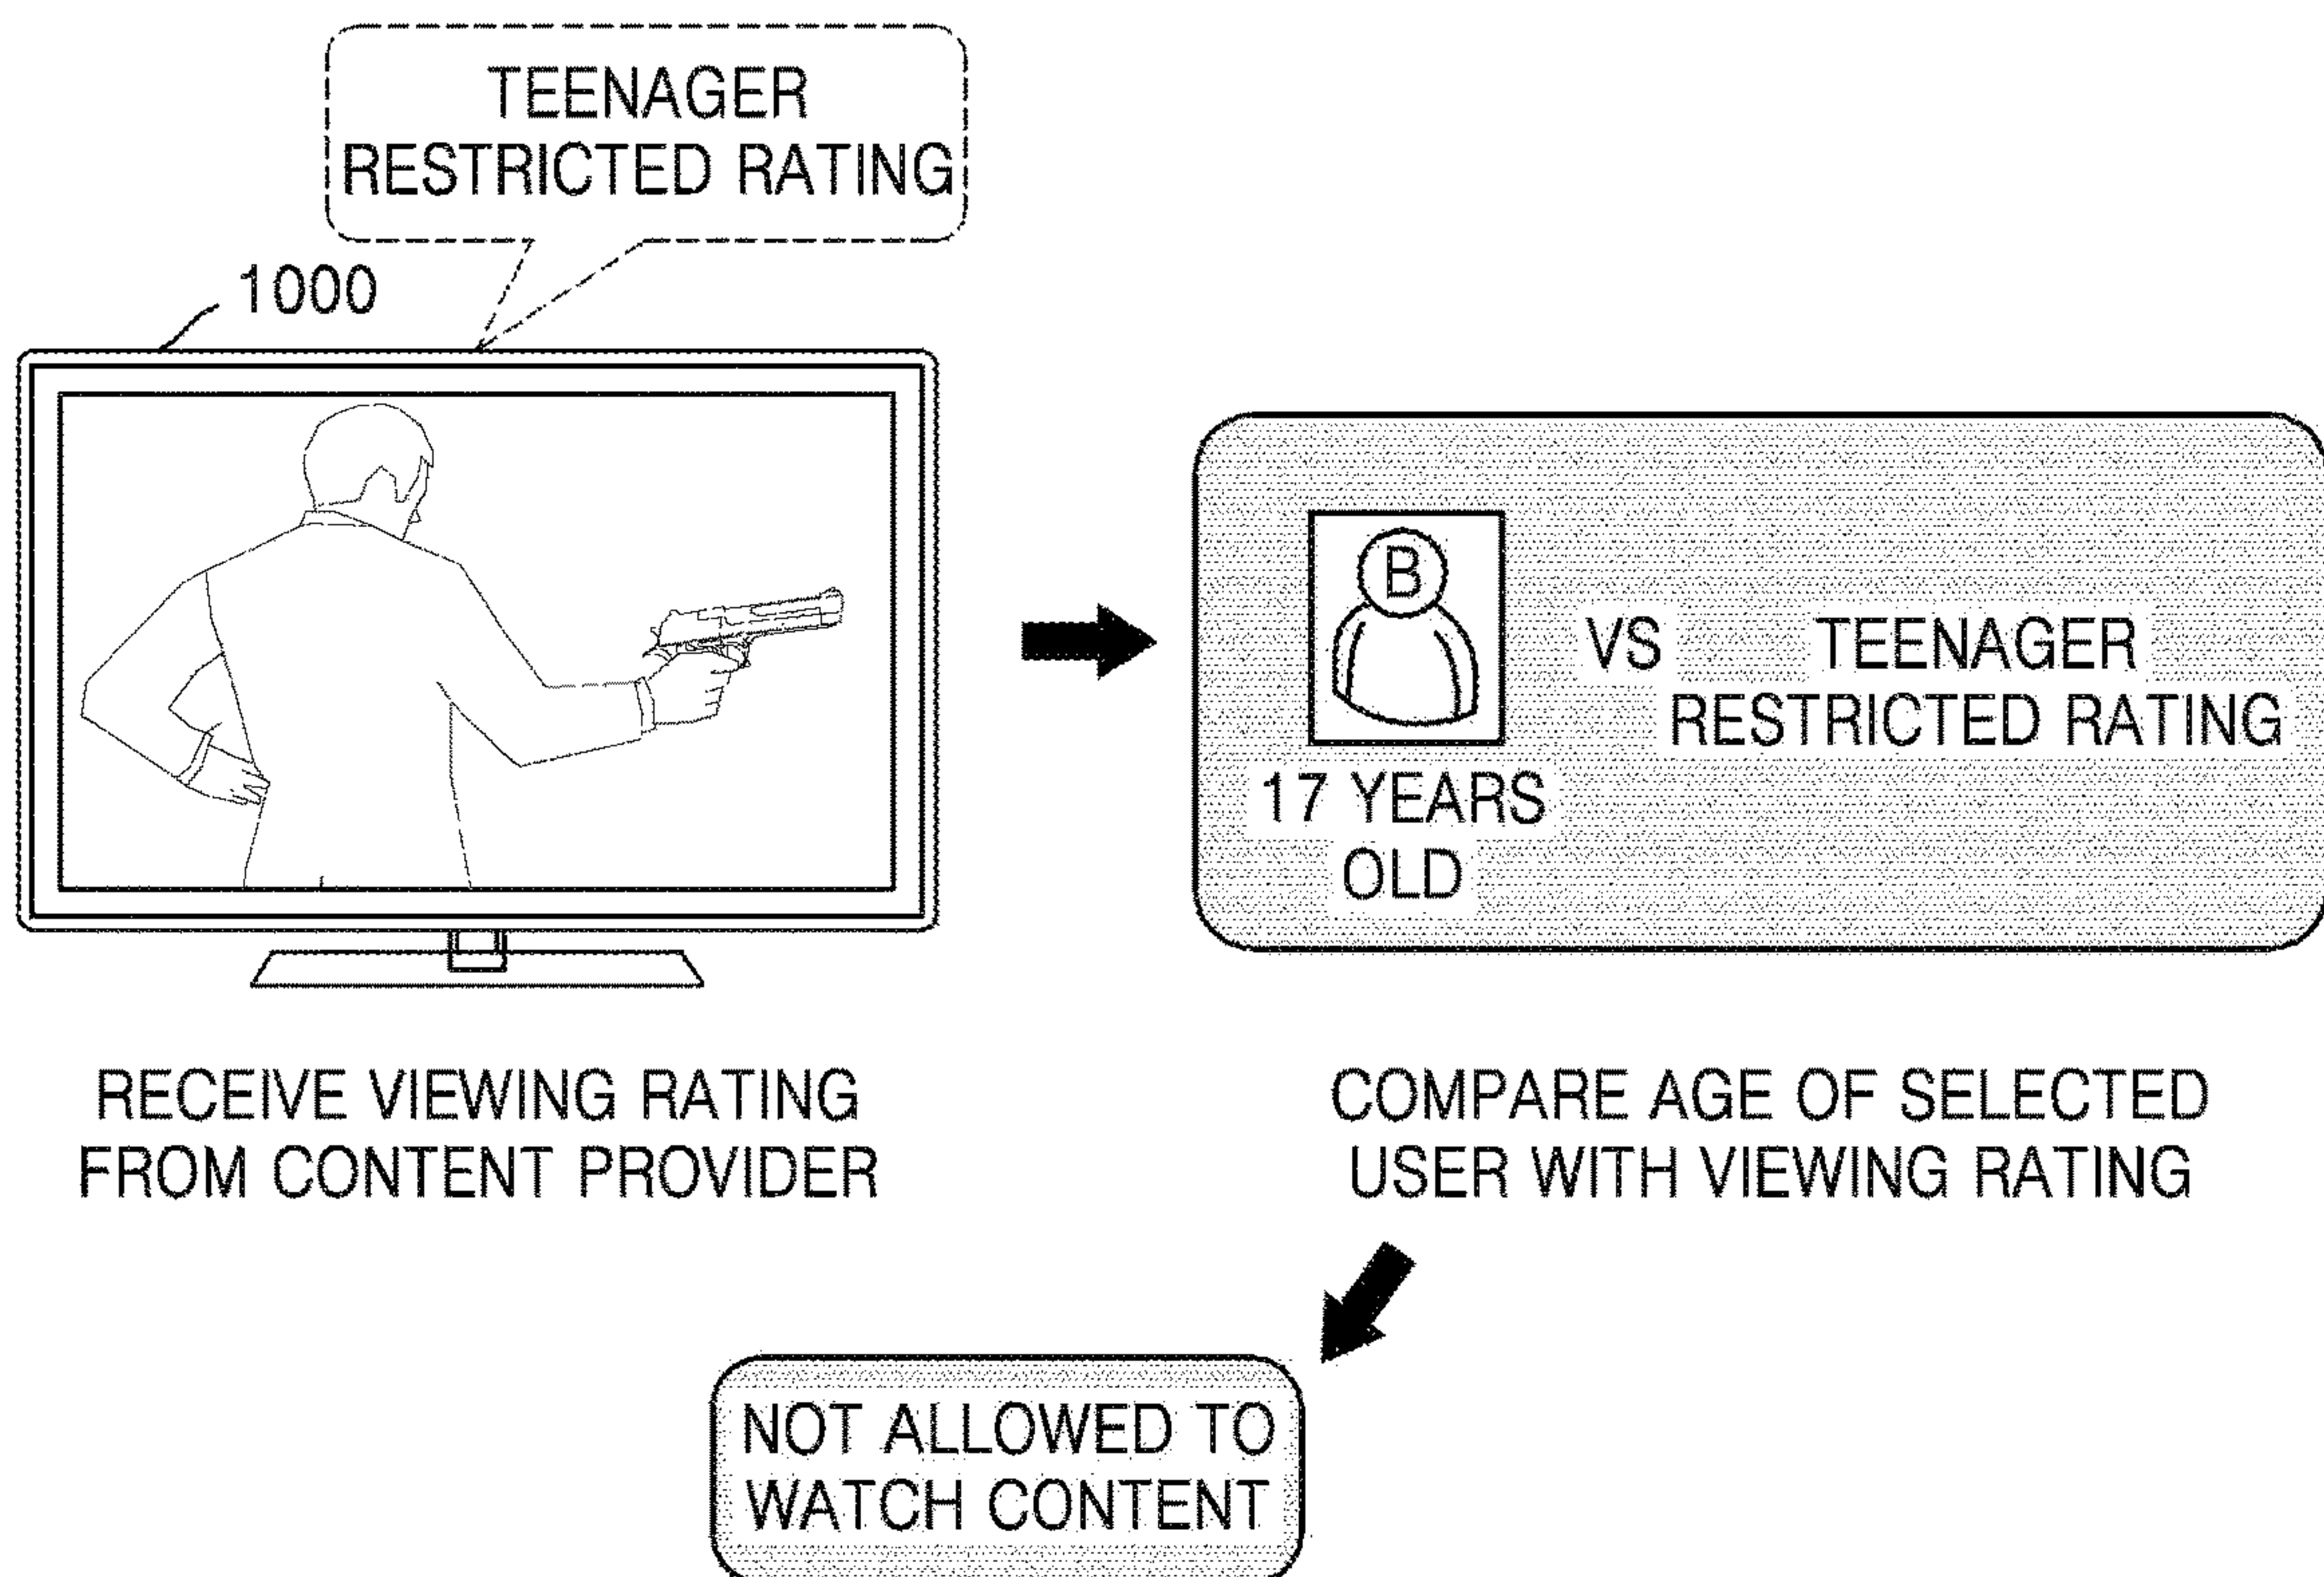 TEENAGER
RESTRICTED RATING
1000
B
17 YEARS
OLD
VS
TEENAGER
RESTRICTED RATING
RECEIVE VIEWING RATING
FROM CONTENT PROVIDER
COMPARE AGE OF SELECTED
USER WITH VIEWING RATING
NOT ALLOWED TO
WATCH CONTENT